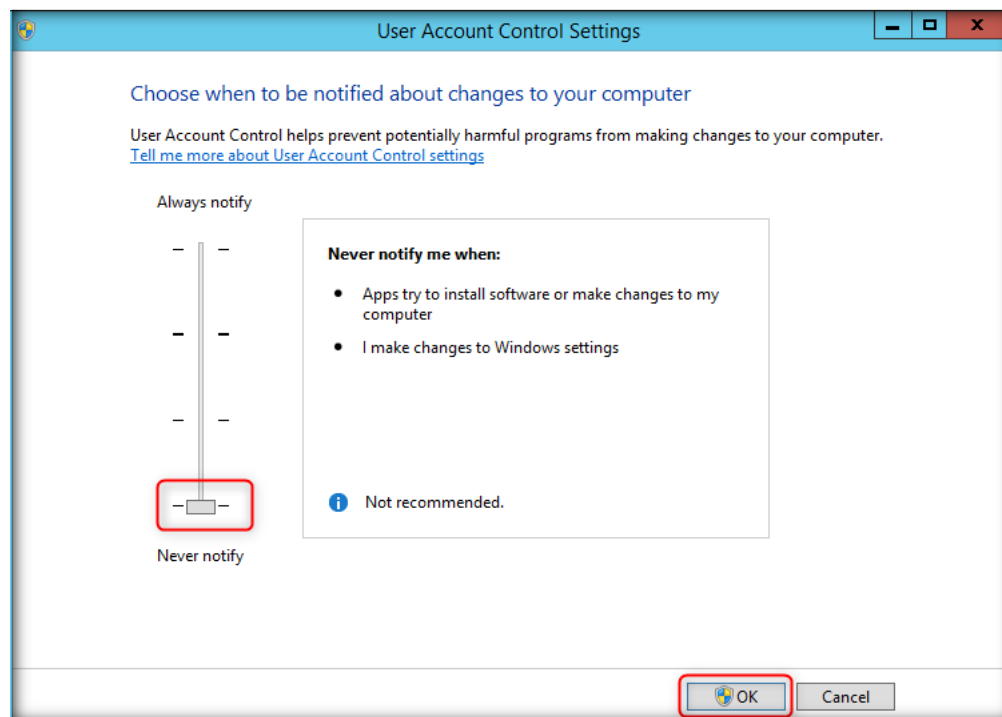 User Account Control Settings
Choose when to be notified about changes to your computer
User Account Control helps prevent potentially harmful programs from making changes to your computer.
Tell me more about User Account Control settings
Always notify
Never notify me when:
Apps try to install software or make changes to my
computer
I make changes to Windows settings
Not recommended.
Never notify
OK
Cancel